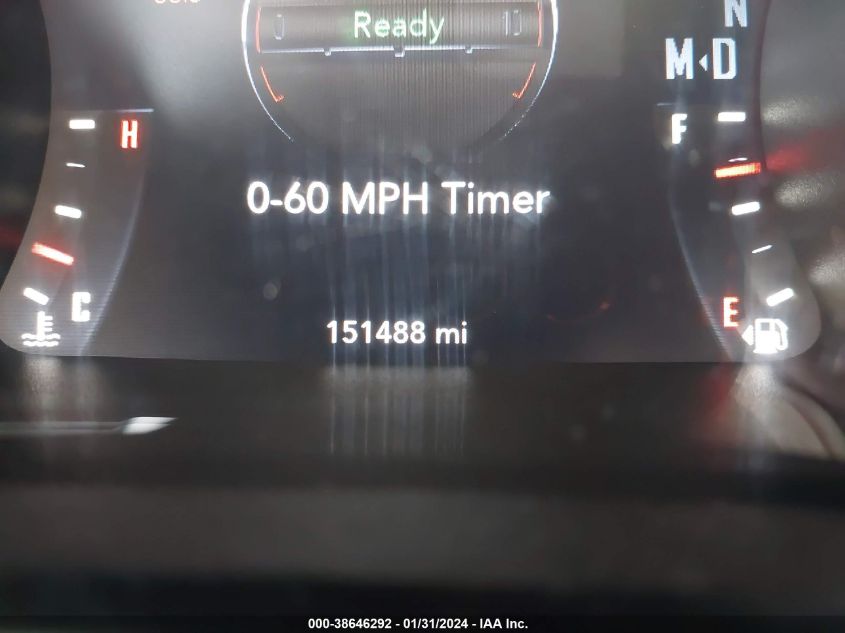 Ready
N
M◂D
H
F
0-60 MPH Timer
C
E
151488 mi
000-38646292 - 01/31/2024 - IAA Inc.